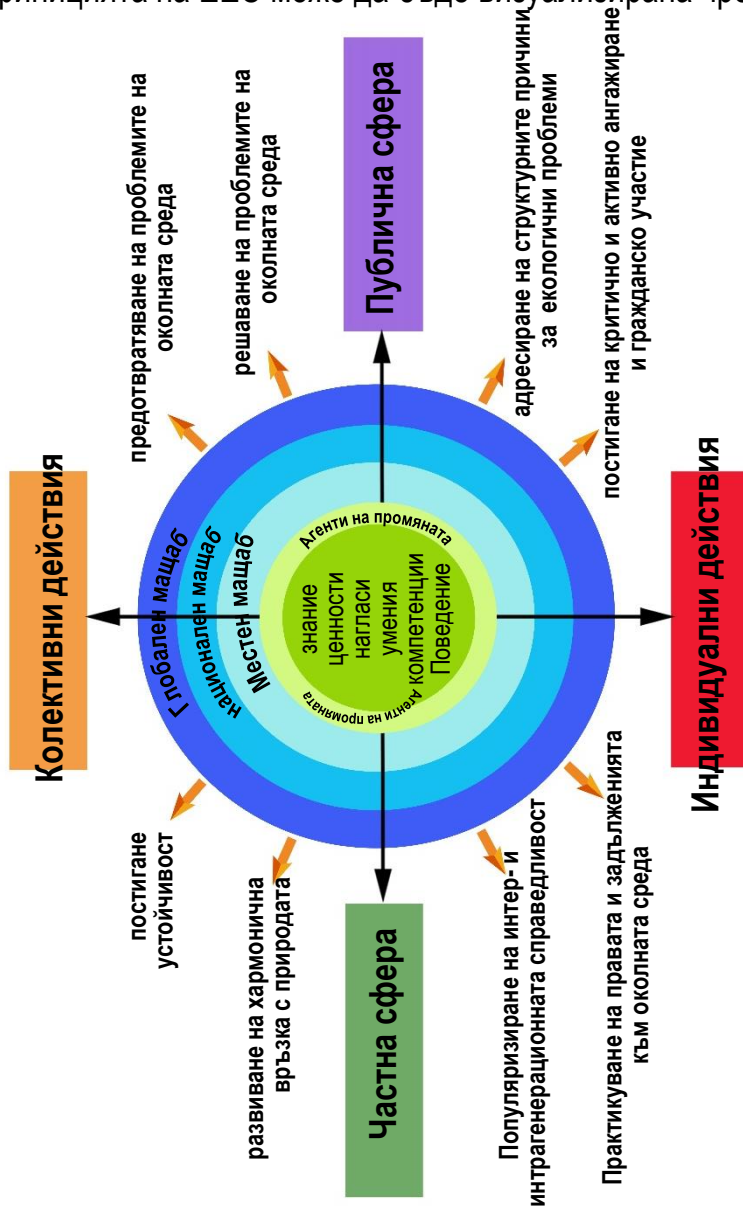 Колективни действия
предотвратяване на проблемите на
околната среда
решаване на проблемите на
околната среда
Публична сфера
адресиране на структурните причини
за екологични проблеми
постигане на критично и активно ангажиране
и гражданско участие
Индивидуални действия
Практикуване на правата и задълженията
към околната среда
Популяризиране на интер- и
интрагенерационната справедливост
Частна сфера
развиване на хармонична
връзка с природата
постигане
устойчивост
Глобален мащаб
национален мащаб
Местен мащаб
Агенти на промяната
знание
ценности
нагласи
умения
компетенции
Поведение
Агенти на промяната